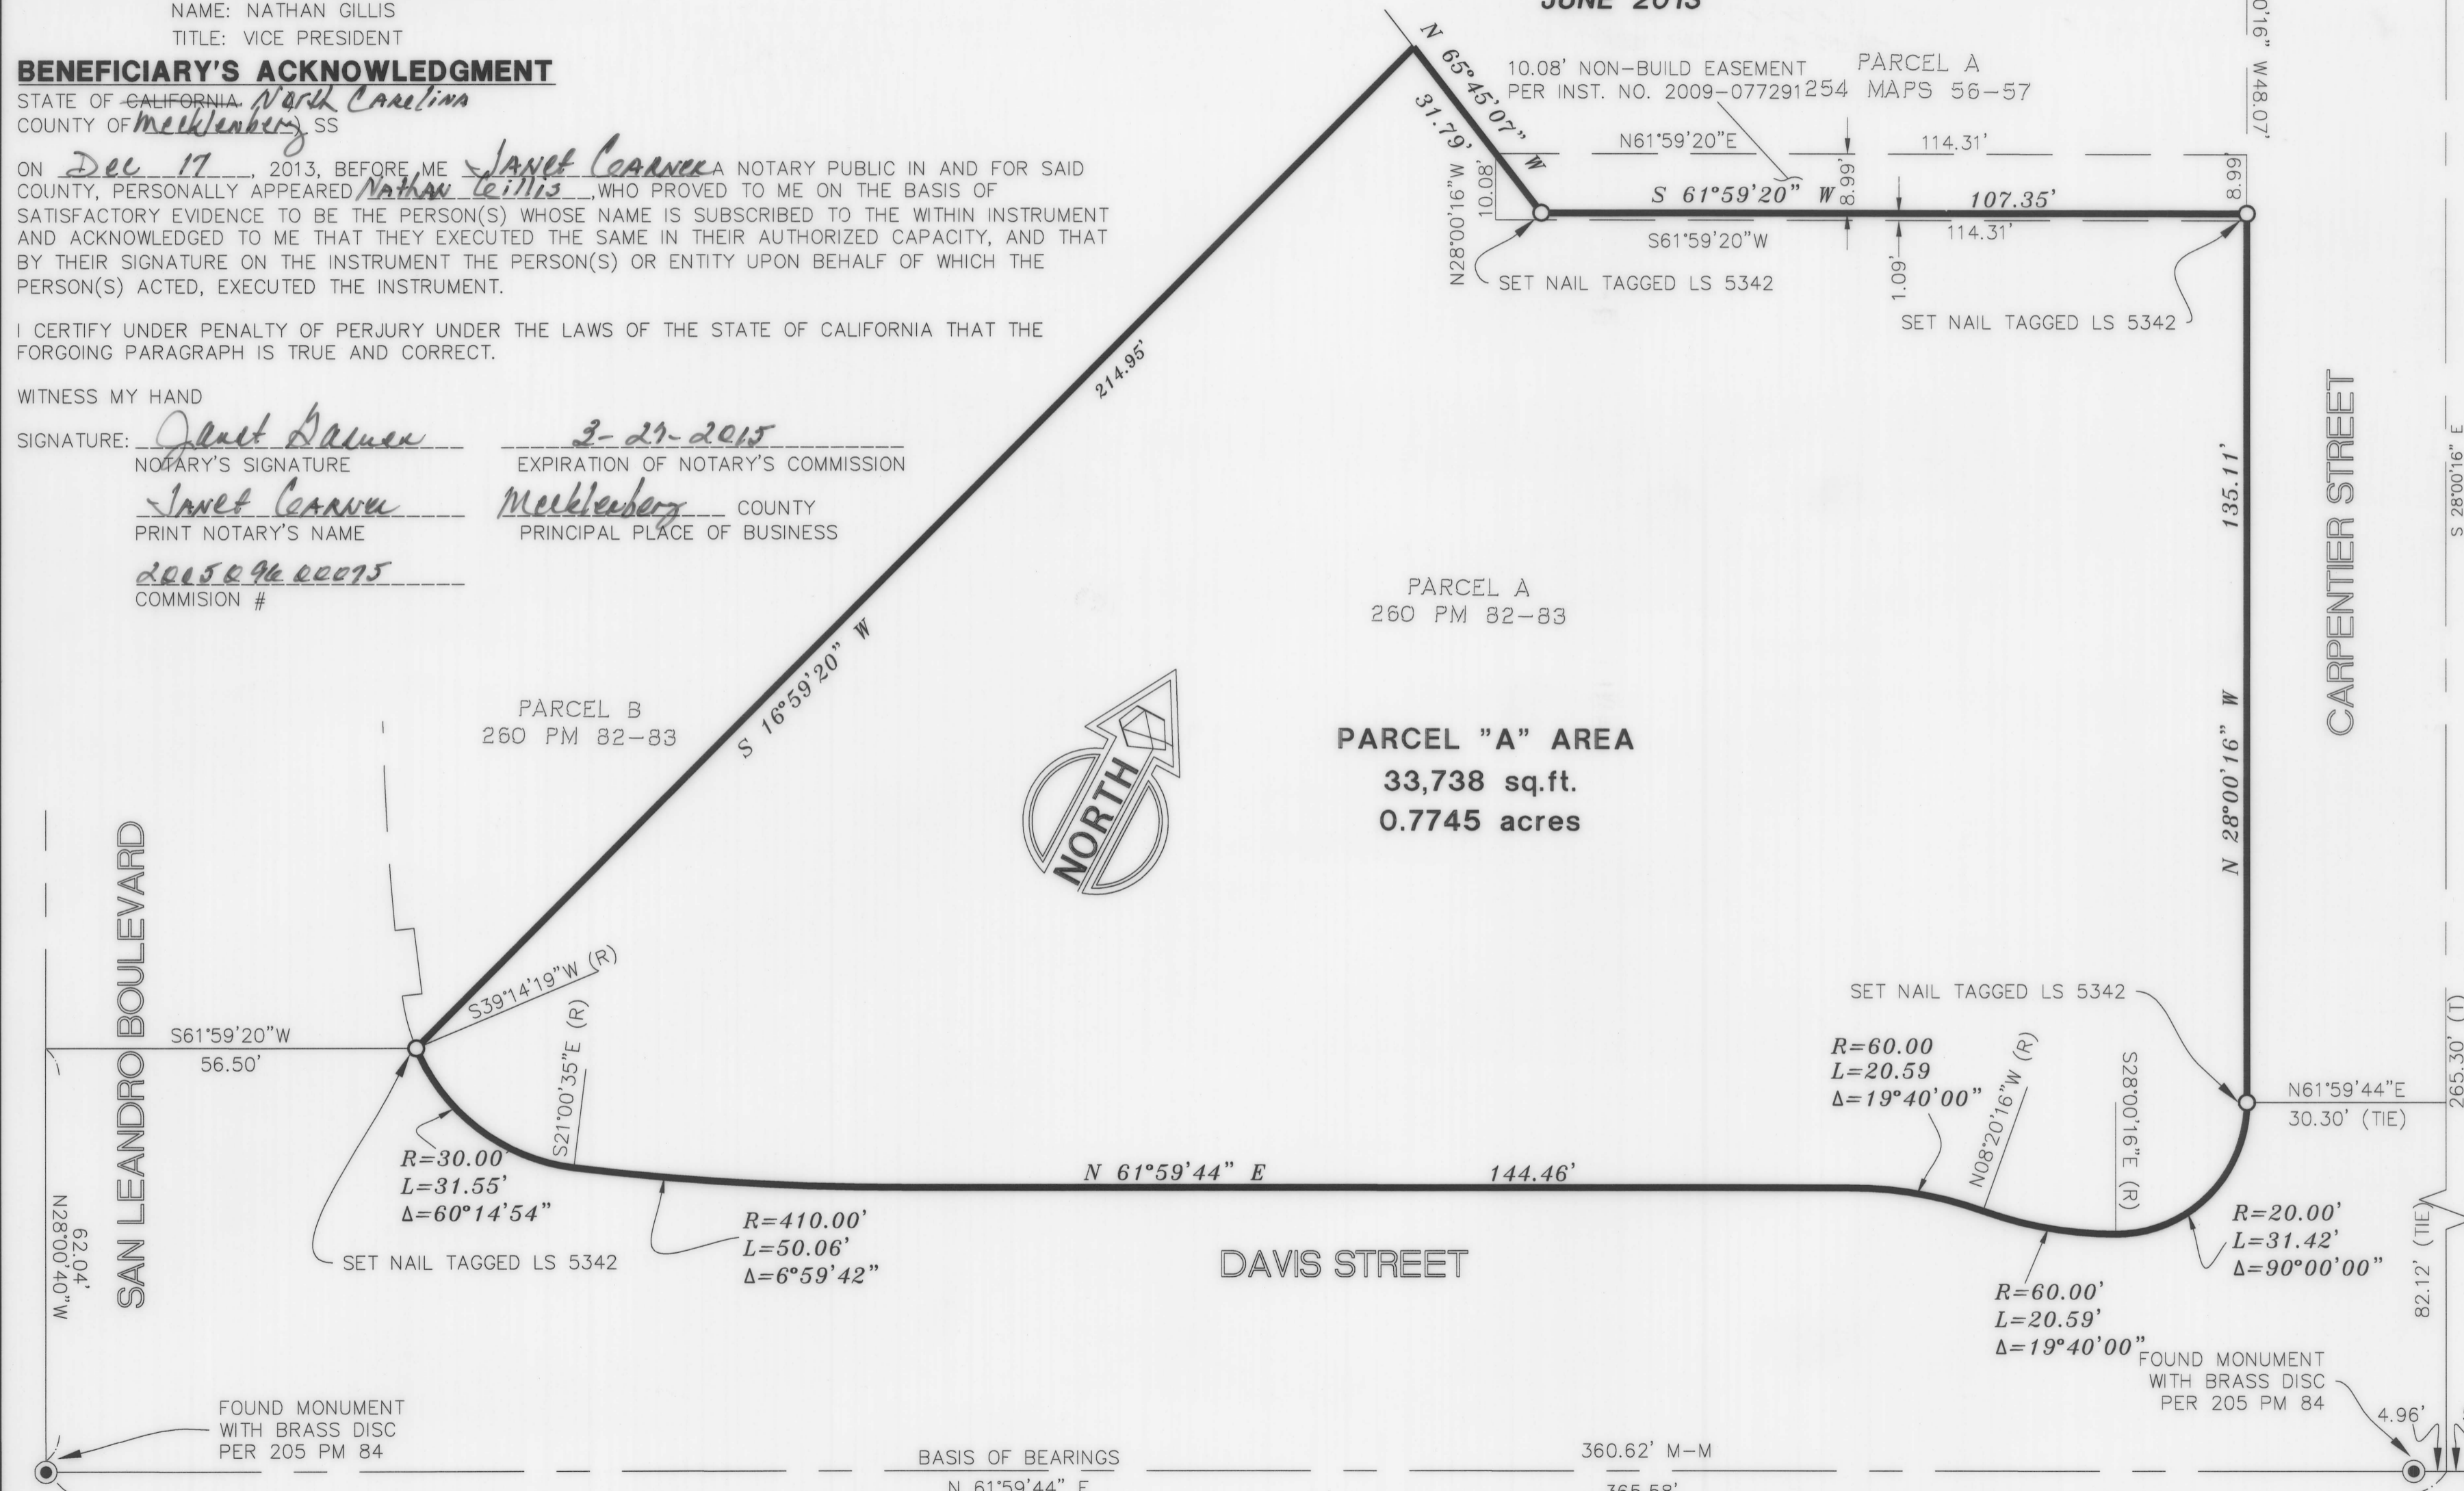 NAME: NATHAN GILLIS
TITLE: VICE PRESIDENT
BENEFICIARY'S ACKNOWLEDGMENT
STATE OF CALIFORNIA North Carolina
COUNTY OF Mecklenberg) SS
ON Dec 17, 2013, BEFORE ME Janet Garner A NOTARY PUBLIC IN AND FOR SAID
COUNTY, PERSONALLY APPEARED Nathan Gillis, WHO PROVED TO ME ON THE BASIS OF
SATISFACTORY EVIDENCE TO BE THE PERSON(S) WHOSE NAME IS SUBSCRIBED TO THE WITHIN INSTRUMENT
AND ACKNOWLEDGED TO ME THAT THEY EXECUTED THE SAME IN THEIR AUTHORIZED CAPACITY, AND THAT
BY THEIR SIGNATURE ON THE INSTRUMENT THE PERSON(S) OR ENTITY UPON BEHALF OF WHICH THE
PERSON(S) ACTED, EXECUTED THE INSTRUMENT.
I CERTIFY UNDER PENALTY OF PERJURY UNDER THE LAWS OF THE STATE OF CALIFORNIA THAT THE
FORGOING PARAGRAPH IS TRUE AND CORRECT.
WITNESS MY HAND
SIGNATURE: Janet Garner
NOTARY'S SIGNATURE
3-27-2015
EXPIRATION OF NOTARY'S COMMISSION
Janet Garner
PRINT NOTARY'S NAME
Mecklenberg COUNTY
PRINCIPAL PLACE OF BUSINESS
COMMISION #
JUNE 2013
N 65°45'07" W
31.79'
10.08' NON-BUILD EASEMENT
PER INST. NO. 2009-077291
PARCEL A
254 MAPS 56-57
0'16" W
48.07'
N61°59'20"E
114.31'
N28°00'16"W
10.08'
8.99'
8.99'
S 61°59'20" W
107.35'
S61°59'20"W
114.31'
1.09'
SET NAIL TAGGED LS 5342
SET NAIL TAGGED LS 5342
214.95'
S 16°59'20" W
135.11'
N 28°00'16" W
CARPENTIER STREET
S 28°00'16" E
265.30' (T)
PARCEL A
260 PM 82-83
PARCEL B
260 PM 82-83
NORTH
PARCEL "A" AREA
33,738 sq.ft.
0.7745 acres
SAN LEANDRO BOULEVARD
S61°59'20"W
56.50'
S39°14'19"W (R)
S21°00'35"E (R)
R=30.00'
L=31.55'
Δ=60°14'54"
SET NAIL TAGGED LS 5342
62.04'
N28°00'40"W
R=410.00'
L=50.06'
Δ=6°59'42"
N 61°59'44" E
144.46'
DAVIS STREET
SET NAIL TAGGED LS 5342
R=60.00
L=20.59
Δ=19°40'00"
N08°20'16"W (R)
S28°00'16"E (R)
N61°59'44"E
30.30' (TIE)
R=20.00'
L=31.42'
Δ=90°00'00"
R=60.00'
L=20.59'
Δ=19°40'00"
82.12' (TIE)
FOUND MONUMENT
WITH BRASS DISC
PER 205 PM 84
4.96'
FOUND MONUMENT
WITH BRASS DISC
PER 205 PM 84
BASIS OF BEARINGS
N 61°59'44" E
360.62' M-M
365.58'